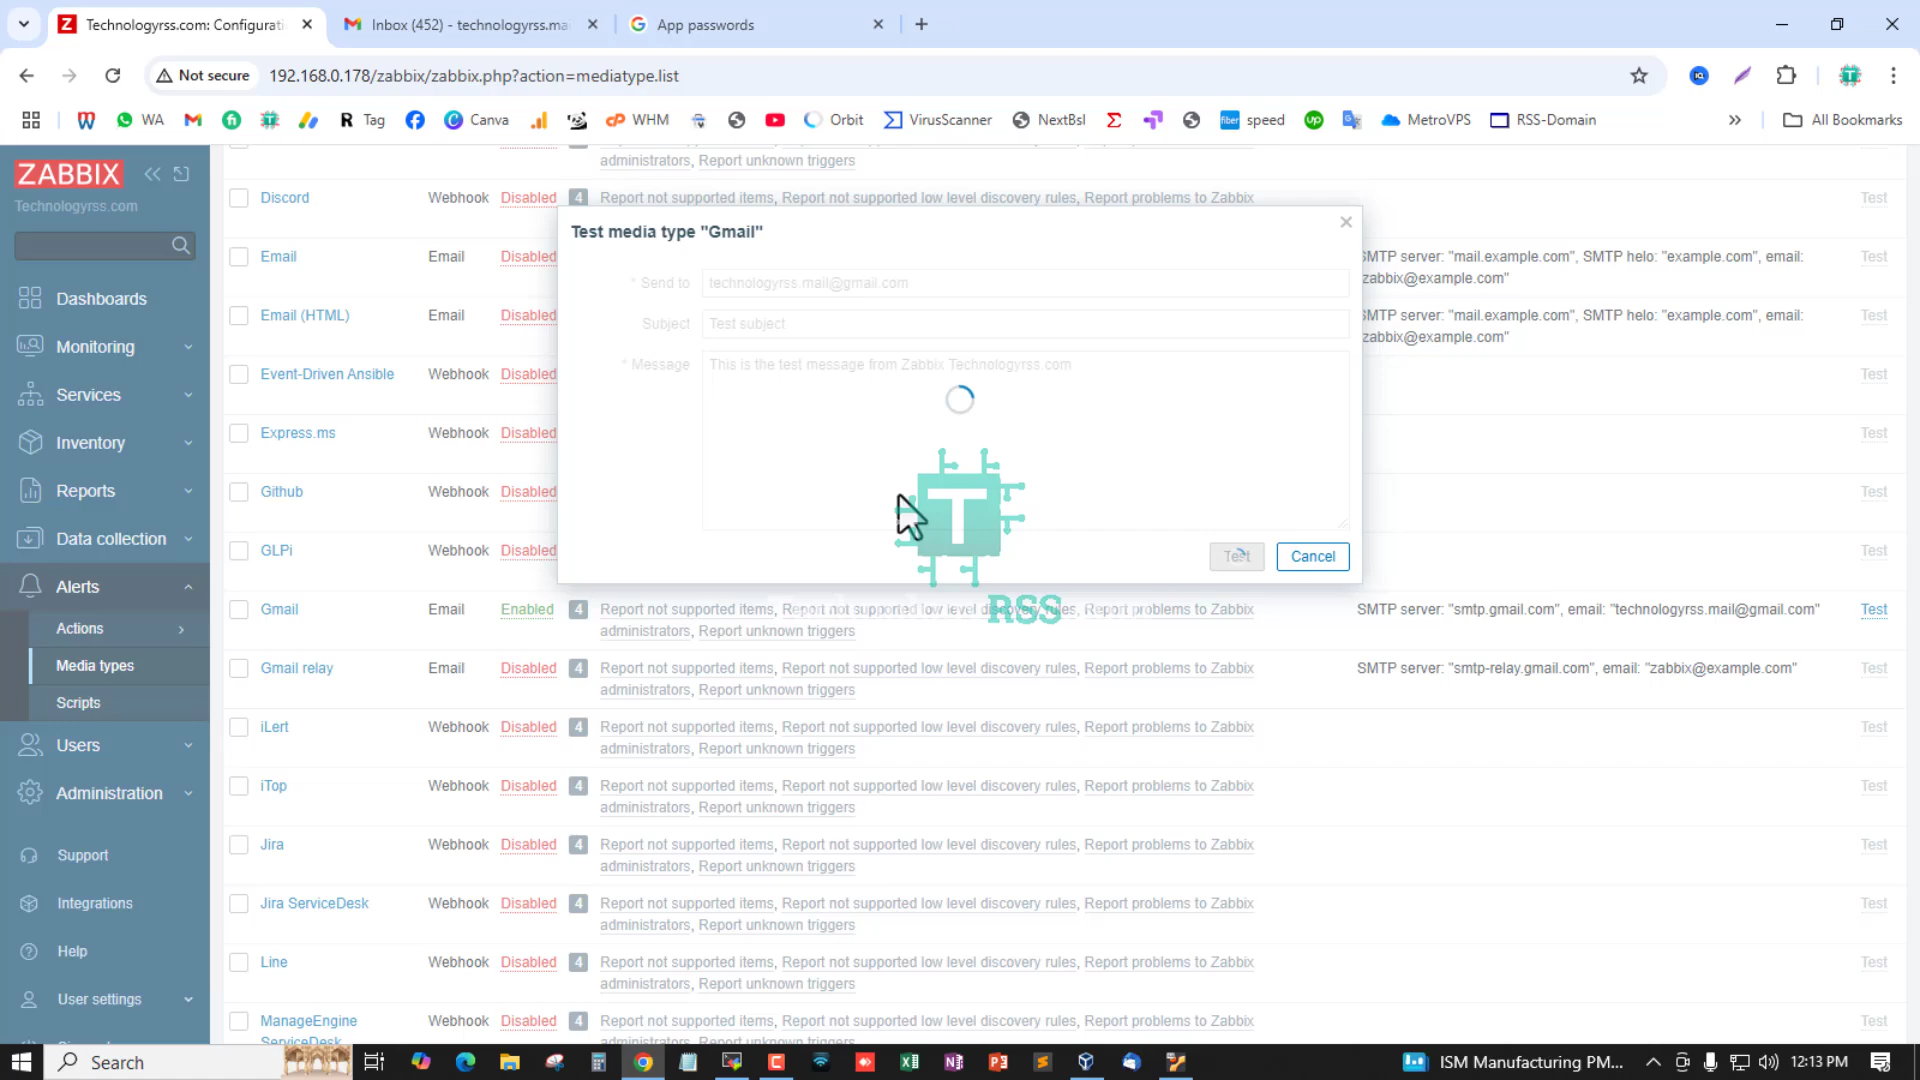 Technologyrss.com: Configurati
Inbox (452) - technologyrss.ma
App passwords
Not secure
192.168.0.178/zabbix/zabbix.php?action=mediatype.list
WA
Tag
Canva
WHM
Orbit
VirusScanner
NextBsl
fiber speed
MetroVPS
RSS-Domain
All Bookmarks
ZABBIX
Technologyrss.com
Dashboards
Monitoring
Services
Inventory
Reports
Data collection
Alerts
Actions
Media types
Scripts
Users
Administration
Support
Integrations
Help
User settings
administrators, Report unknown triggers
Discord Webhook Disabled 4 Report not supported items, Report not supported low level discovery rules, Report problems to Zabbix Test
Test media type "Gmail"
* Send to technologyrss.mail@gmail.com
Subject Test subject
* Message This is the test message from Zabbix Technologyrss.com
Test Cancel
Email Email Disabled SMTP server: "mail.example.com", SMTP helo: "example.com", email: Test
zabbix@example.com"
Email (HTML) Email Disabled SMTP server: "mail.example.com", SMTP helo: "example.com", email: Test
zabbix@example.com"
Event-Driven Ansible Webhook Disabled Test
Express.ms Webhook Disabled Test
Github Webhook Disabled Test
GLPi Webhook Disabled Test
T
RSS
Gmail Email Enabled 4 Report not supported items, Report not supported low level discovery rules, Report problems to Zabbix SMTP server: "smtp.gmail.com", email: "technologyrss.mail@gmail.com" Test
administrators, Report unknown triggers
Gmail relay Email Disabled 4 Report not supported items, Report not supported low level discovery rules, Report problems to Zabbix SMTP server: "smtp-relay.gmail.com", email: "zabbix@example.com" Test
administrators, Report unknown triggers
iLert Webhook Disabled 4 Report not supported items, Report not supported low level discovery rules, Report problems to Zabbix Test
administrators, Report unknown triggers
iTop Webhook Disabled 4 Report not supported items, Report not supported low level discovery rules, Report problems to Zabbix Test
administrators, Report unknown triggers
Jira Webhook Disabled 4 Report not supported items, Report not supported low level discovery rules, Report problems to Zabbix Test
administrators, Report unknown triggers
Jira ServiceDesk Webhook Disabled 4 Report not supported items, Report not supported low level discovery rules, Report problems to Zabbix Test
administrators, Report unknown triggers
Line Webhook Disabled 4 Report not supported items, Report not supported low level discovery rules, Report problems to Zabbix Test
administrators, Report unknown triggers
ManageEngine Webhook Disabled 4 Report not supported items, Report not supported low level discovery rules, Report problems to Zabbix Test
Search
ISM Manufacturing PM...
12:13 PM